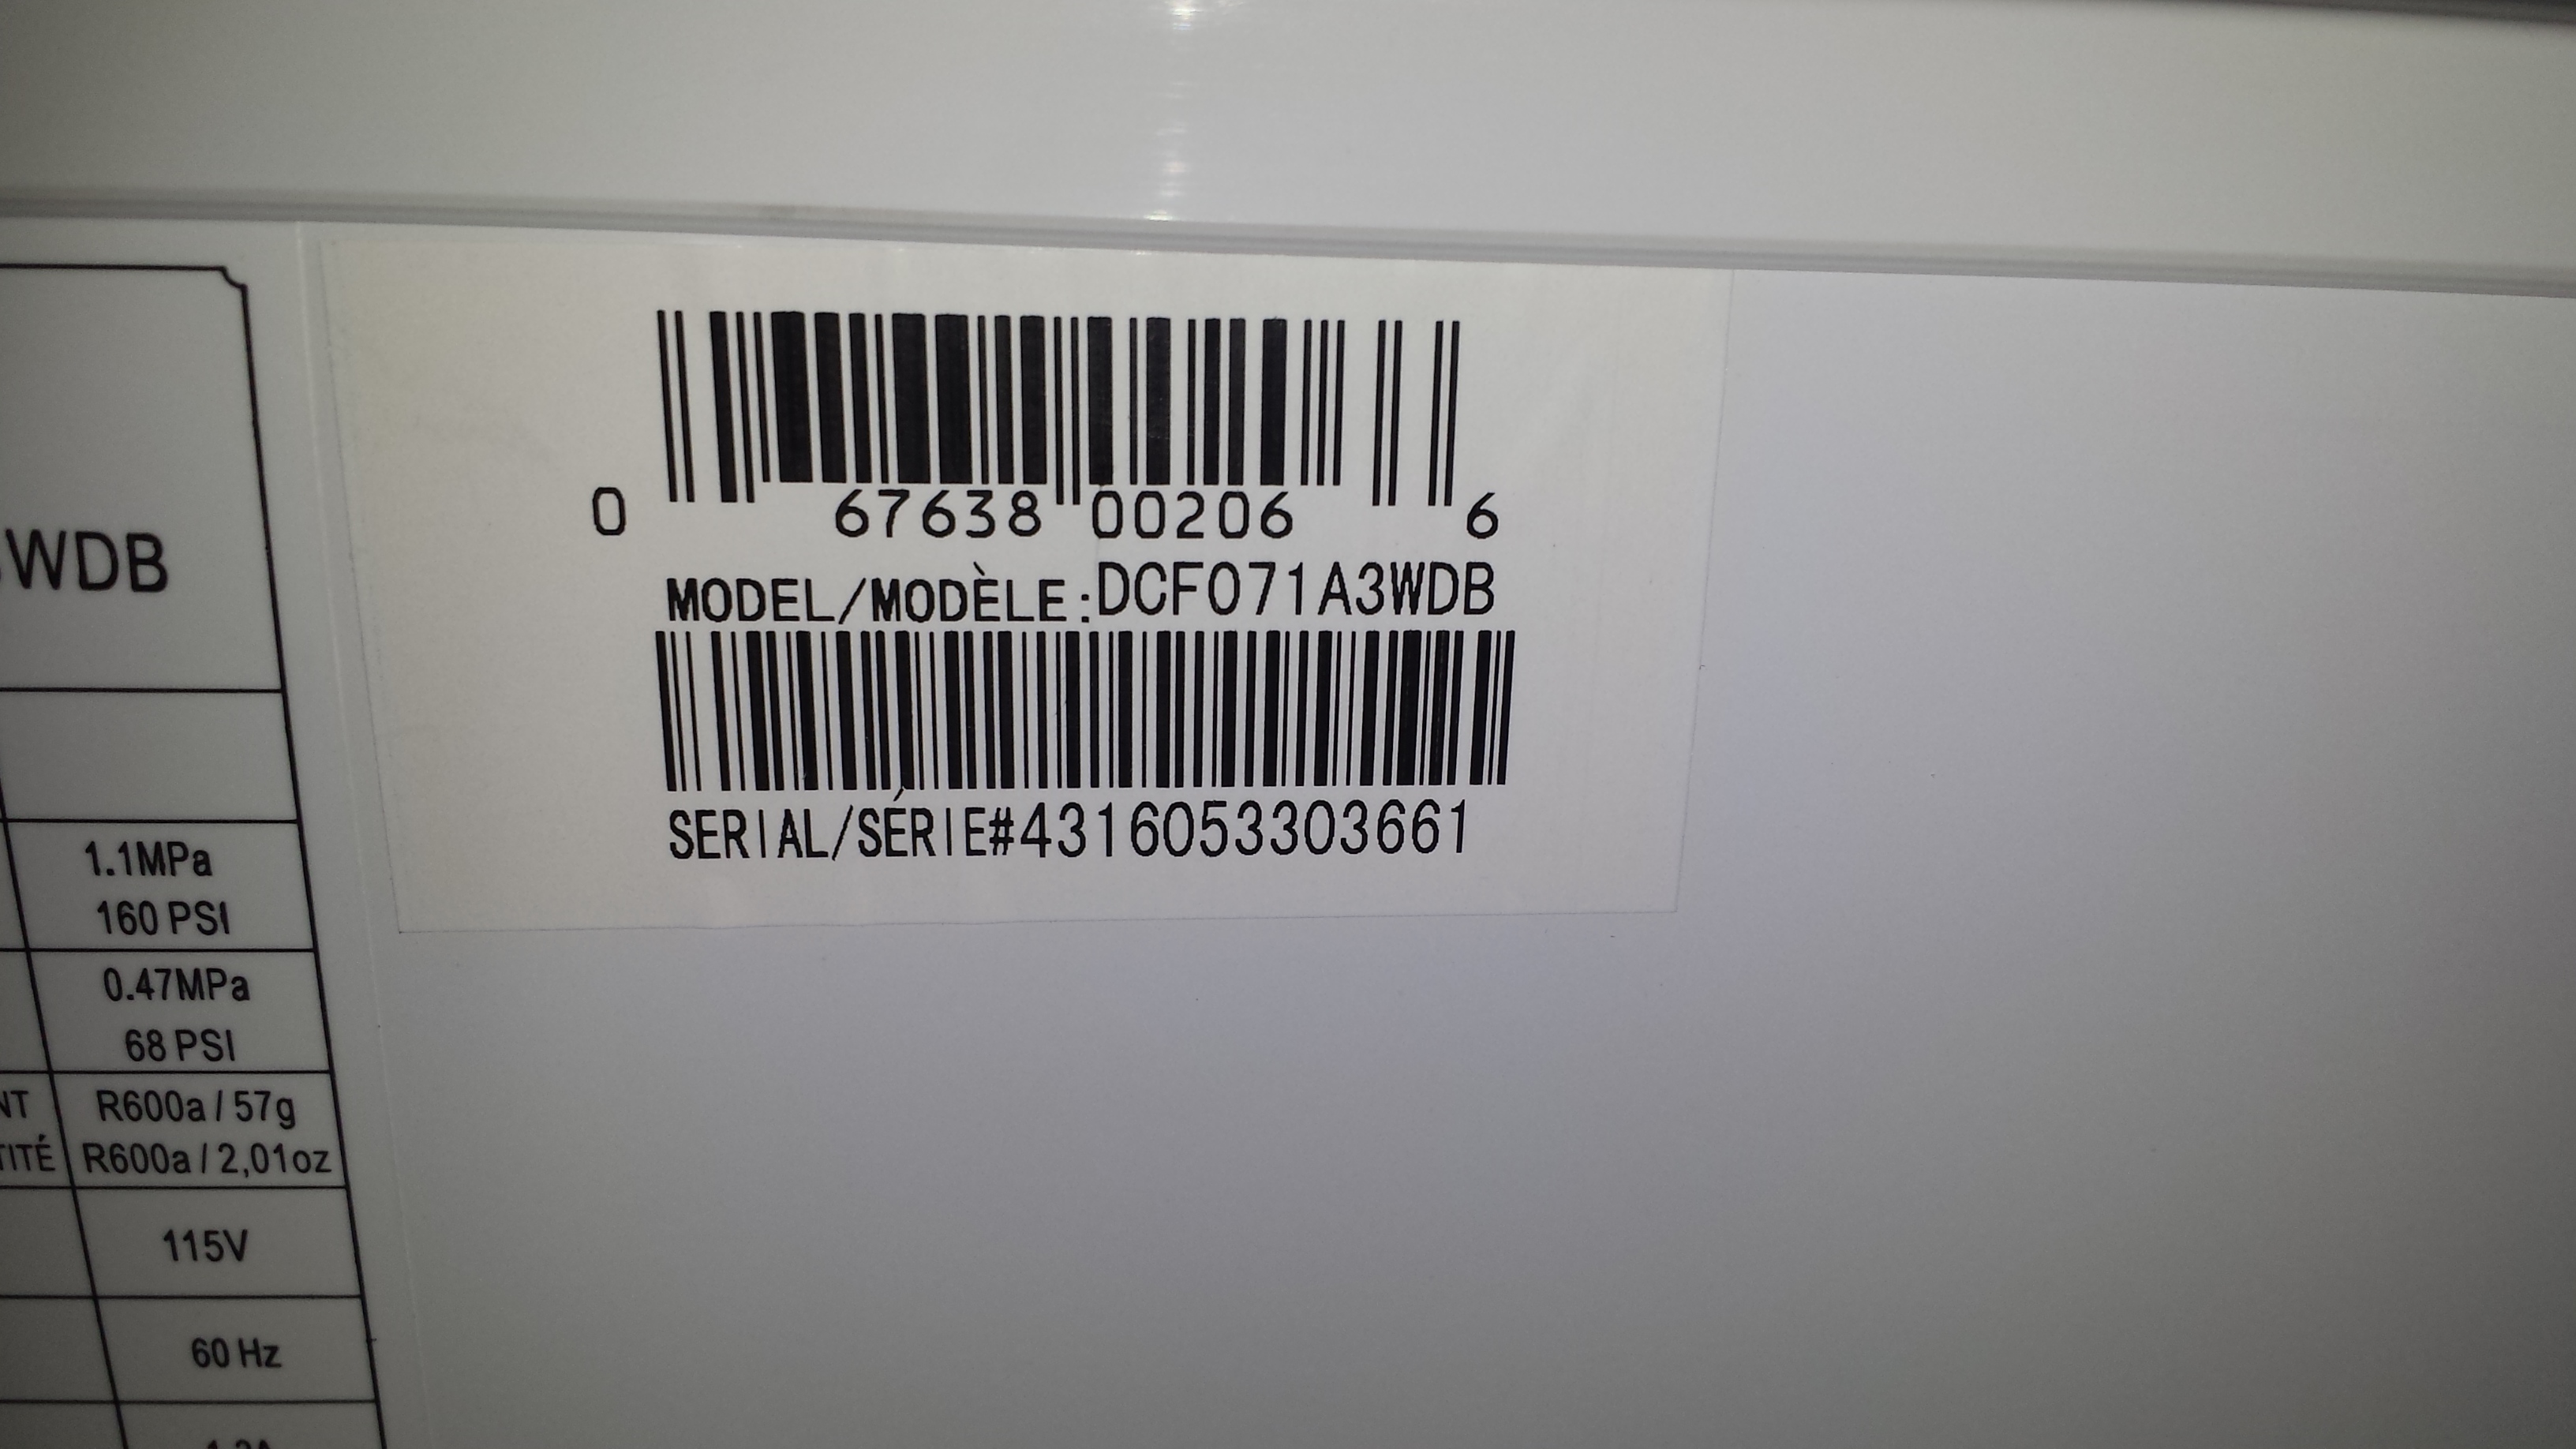 0 67638 00206 6
MODEL/MODÈLE:DCF071A3WDB
SERIAL/SÉRIE#4316053303661
WDB
1.1MPa
160 PSI
0.47MPa
68 PSI
NT R600a / 57g
TITÉ R600a / 2,01oz
115V
60 Hz